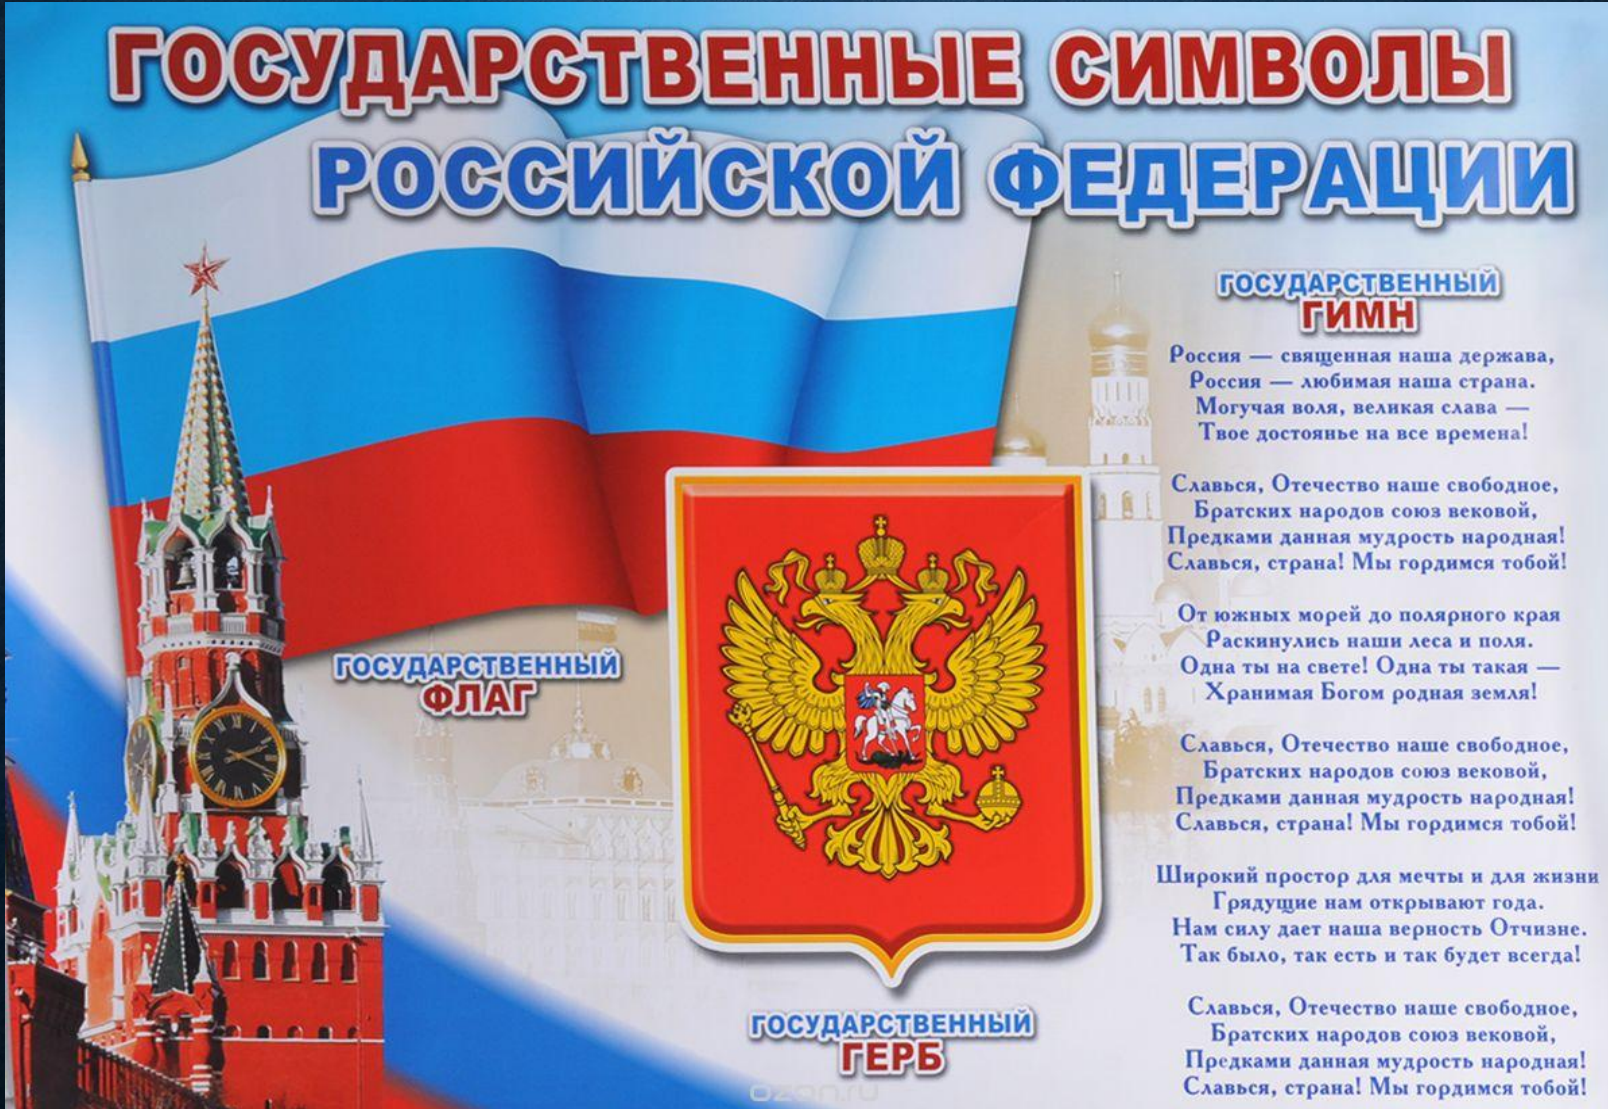 ГОСУДАРСТВЕННЫЕ СИМВОЛЫ
РОССИЙСКОЙ ФЕДЕРАЦИИ
ГОСУДАРСТВЕННЫЙ
ФЛАГ
ГОСУДАРСТВЕННЫЙ
ГЕРБ
ГОСУДАРСТВЕННЫЙ
ГИМН
Россия — священная наша держава,
Россия — любимая наша страна.
Могучая воля, великая слава —
Твое достоянье на все времена!
Славься, Отечество наше свободное,
Братских народов союз вековой,
Предками данная мудрость народная!
Славься, страна! Мы гордимся тобой!
От южных морей до полярного края
Раскинулись наши леса и поля.
Одна ты на свете! Одна ты такая —
Хранимая Богом родная земля!
Славься, Отечество наше свободное,
Братских народов союз вековой,
Предками данная мудрость народная!
Славься, страна! Мы гордимся тобой!
Широкий простор для мечты и для жизни
Грядущие нам открывают года.
Нам силу дает наша верность Отчизне.
Так было, так есть и так будет всегда!
Славься, Отечество наше свободное,
Братских народов союз вековой,
Предками данная мудрость народная!
Славься, страна! Мы гордимся тобой!
ozon.ru